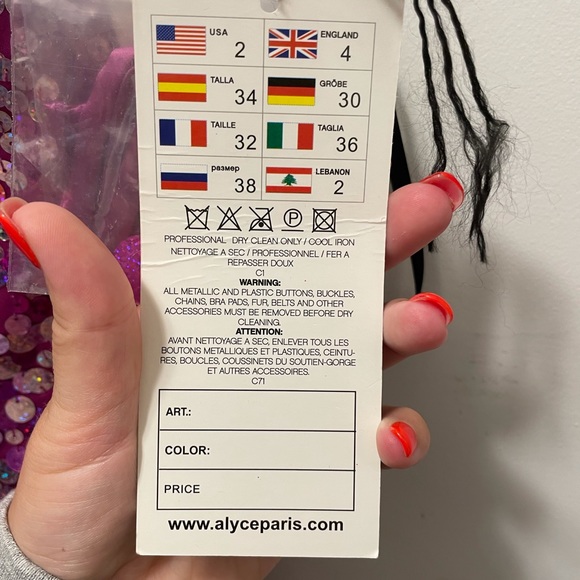 USA 2
ENGLAND 4
TALLA 34
GRÖBE 30
TAILLE 32
TAGLIA 36
размер 38
LEBANON 2
PROFESSIONAL DRY CLEAN ONLY / COOL IRON
NETTOYAGE A SEC / PROFESSIONNEL / FER A
REPASSER DOUX
C1
WARNING:
ALL METALLIC AND PLASTIC BUTTONS, BUCKLES,
CHAINS, BRA PADS, FUR, BELTS AND OTHER
ACCESSORIES MUST BE REMOVED BEFORE DRY
CLEANING.
ATTENTION:
AVANT NETTOYAGE A SEC, ENLEVER TOUS LES
BOUTONS METALLIQUES ET PLASTIQUES, CEINTU-
RES, BOUCLES, COUSSINETS DU SOUTIEN-GORGE
ET AUTRES ACCESSOIRES.
C71
ART.:
COLOR:
PRICE
www.alyceparis.com